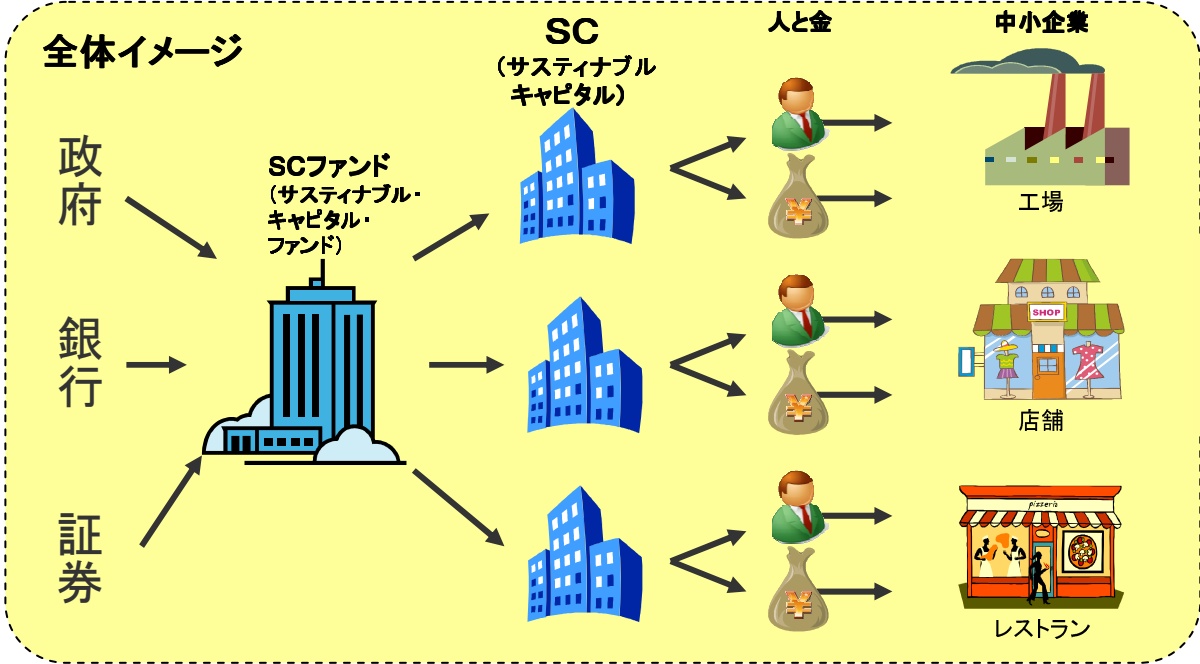 全体イメージ
政府
銀行
証券
SCファンド
(サスティナブル・
キャピタル・
ファンド)
SC
(サスティナブル
キャピタル)
人と金
中小企業
¥
工場
¥
SHOP
店舗
¥
pizzeria
レストラン